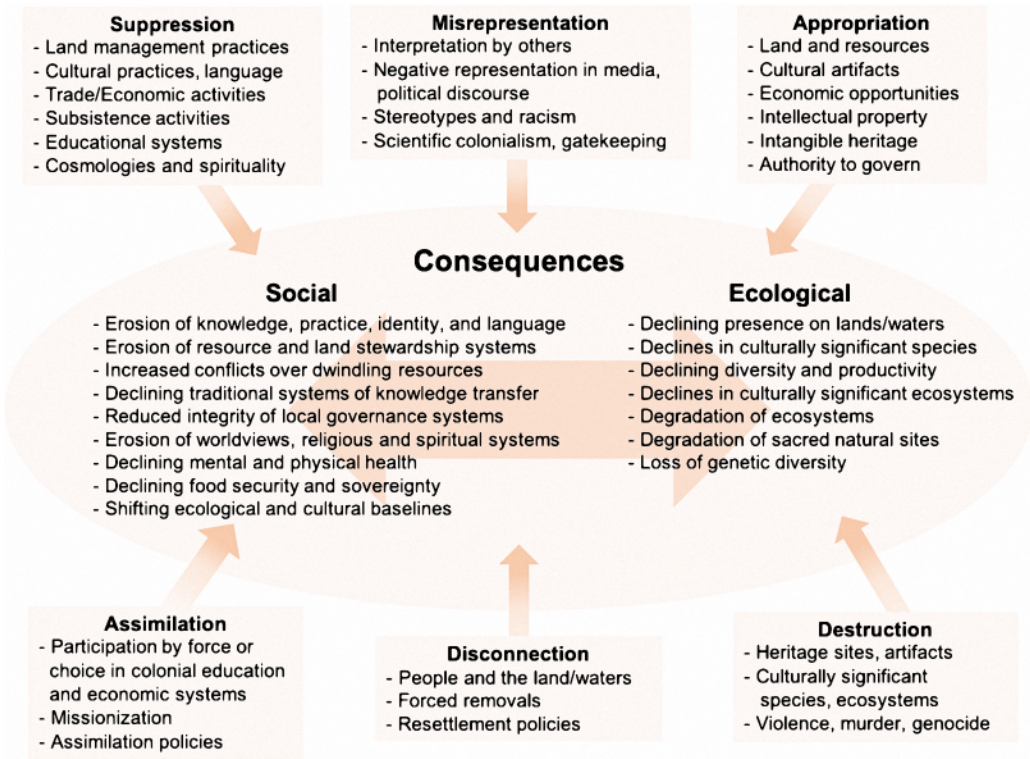 Suppression
- Land management practices
- Cultural practices, language
- Trade/Economic activities
- Subsistence activities
- Educational systems
- Cosmologies and spirituality
Misrepresentation
- Interpretation by others
- Negative representation in media,
political discourse
- Stereotypes and racism
- Scientific colonialism, gatekeeping
Appropriation
- Land and resources
- Cultural artifacts
- Economic opportunities
- Intellectual property
- Intangible heritage
- Authority to govern
Consequences
Social
- Erosion of knowledge, practice, identity, and language
- Erosion of resource and land stewardship systems
- Increased conflicts over dwindling resources
- Declining traditional systems of knowledge transfer
- Reduced integrity of local governance systems
- Erosion of worldviews, religious and spiritual systems
- Declining mental and physical health
- Declining food security and sovereignty
- Shifting ecological and cultural baselines
Ecological
- Declining presence on lands/waters
- Declines in culturally significant species
- Declining diversity and productivity
- Declines in culturally significant ecosystems
- Degradation of ecosystems
- Degradation of sacred natural sites
- Loss of genetic diversity
Assimilation
- Participation by force or
choice in colonial education
and economic systems
- Missionization
- Assimilation policies
Disconnection
- People and the land/waters
- Forced removals
- Resettlement policies
Destruction
- Heritage sites, artifacts
- Culturally significant
species, ecosystems
- Violence, murder, genocide